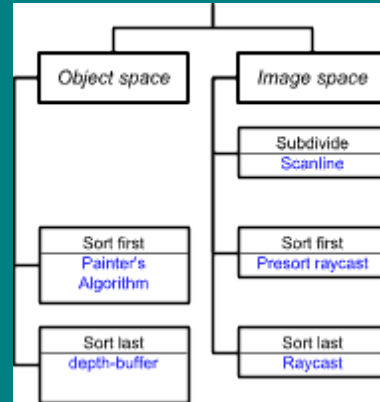 Object space
Image space
Subdivide
Scanline
Sort first
Painter's
Algorithm
Sort first
Presort raycast
Sort last
depth-buffer
Sort last
Raycast